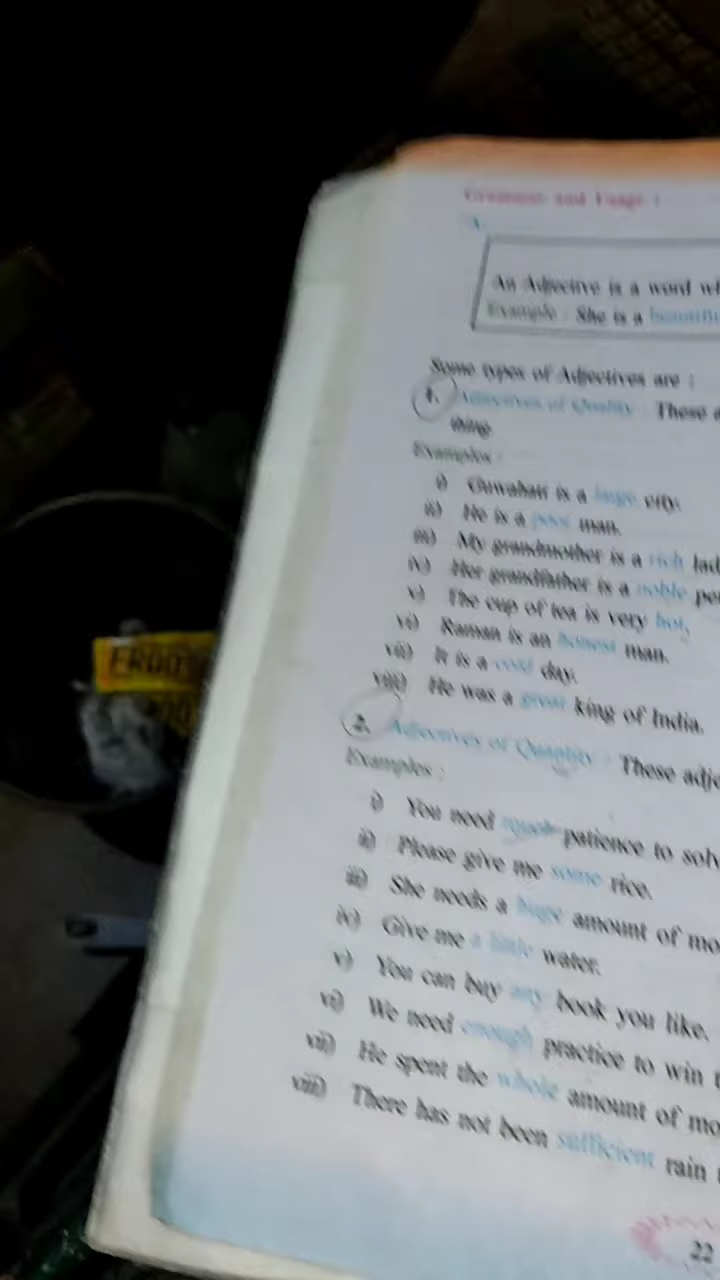 Grammar and Usage :
A.
An Adjective is a word wh
Example : She is a beautifu
Some types of Adjectives are :
1. Adjectives of Quality : These a
thing.
Examples :
i) Guwahati is a large city.
ii) He is a poor man.
iii) My grandmother is a rich lad
iv) Her grandfather is a noble per
v) The cup of tea is very hot.
vi) Raman is an honest man.
vii) It is a cold day.
viii) He was a great king of India.
2. Adjectives of Quantity : These adje
Examples :
i) You need much patience to solv
ii) Please give me some rice.
iii) She needs a huge amount of mo
iv) Give me a little water.
v) You can buy any book you like.
vi) We need enough practice to win t
vii) He spent the whole amount of mo
viii) There has not been sufficient rain
22
FROO